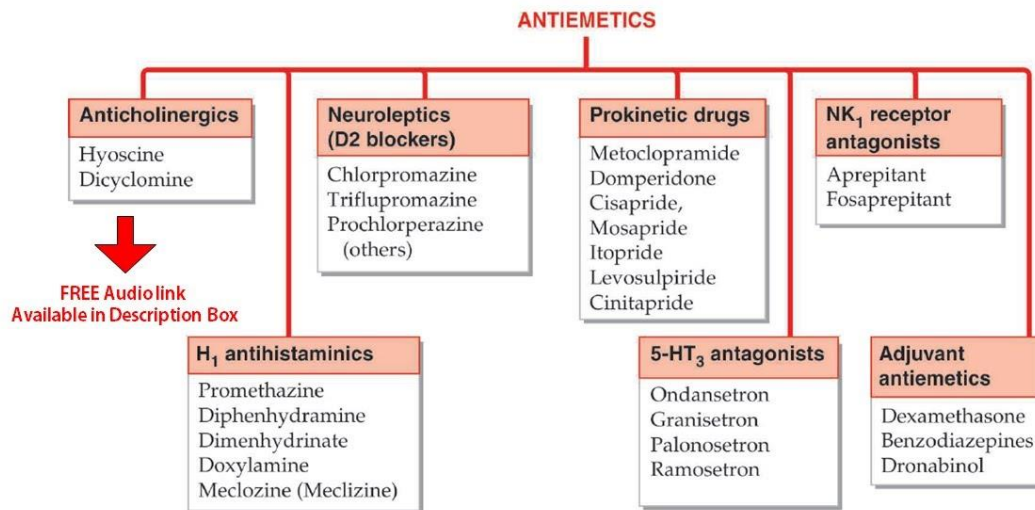 ANTIEMETICS
Anticholinergics
Hyoscine
Dicyclomine
FREE Audio link
Available in Description Box
Neuroleptics
(D2 blockers)
Chlorpromazine
Triflupromazine
Prochlorperazine
(others)
Prokinetic drugs
Metoclopramide
Domperidone
Cisapride,
Mosapride
Itopride
Levosulpiride
Cinitapride
NK₁ receptor
antagonists
Aprepitant
Fosaprepitant
H₁ antihistaminics
Promethazine
Diphenhydramine
Dimenhydrinate
Doxylamine
Meclozine (Meclizine)
5-HT₃ antagonists
Ondansetron
Granisetron
Palonosetron
Ramosetron
Adjuvant
antiemetics
Dexamethasone
Benzodiazepines
Dronabinol